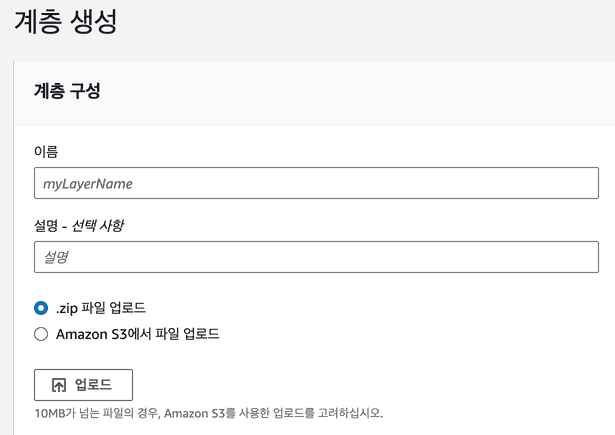 계층 생성
계층 구성
이름
myLayerName
설명 - 선택 사항
설명
.zip 파일 업로드
Amazon S3에서 파일 업로드
업로드
10MB가 넘는 파일의 경우, Amazon S3를 사용한 업로드를 고려하십시오.